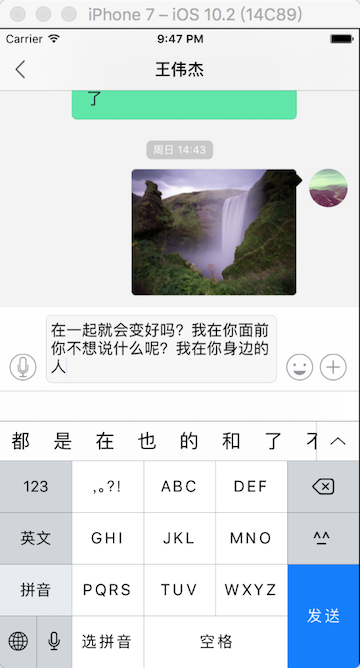 iPhone 7 – iOS 10.2 (14C89)
Carrier 9:47 PM
王伟杰
了
周日 14:43
在一起就会变好吗？我在你面前
你不想说什么呢？我在你身边的
人
都 是 在 也 的 和 了 不
123 ,。?! ABC DEF
英文 GHI JKL MNO ^^
拼音 PQRS TUV WXYZ 发送
选拼音 空格